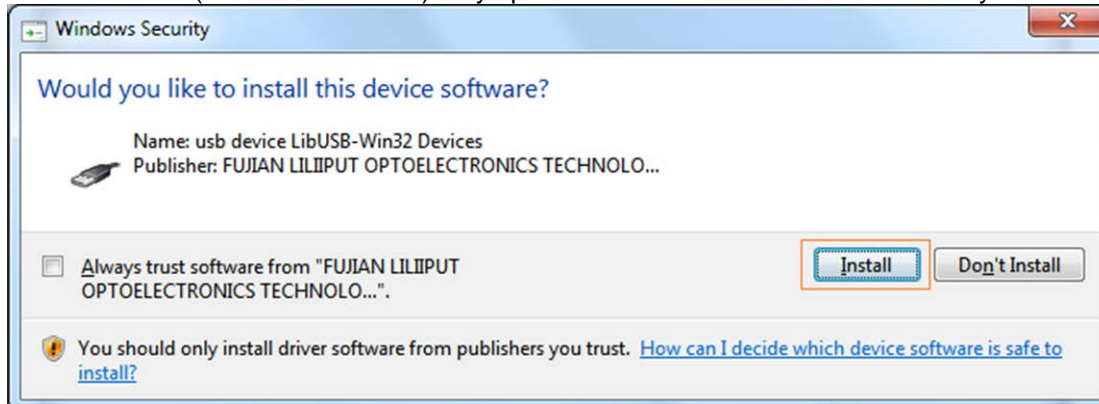 Windows Security
Would you like to install this device software?
Name: usb device LibUSB-Win32 Devices
Publisher: FUJIAN LILIIPUT OPTOELECTRONICS TECHNOLO...
Always trust software from "FUJIAN LILIIPUT
OPTOELECTRONICS TECHNOLO...".
Install
Don't Install
You should only install driver software from publishers you trust. How can I decide which device software is safe to
install?